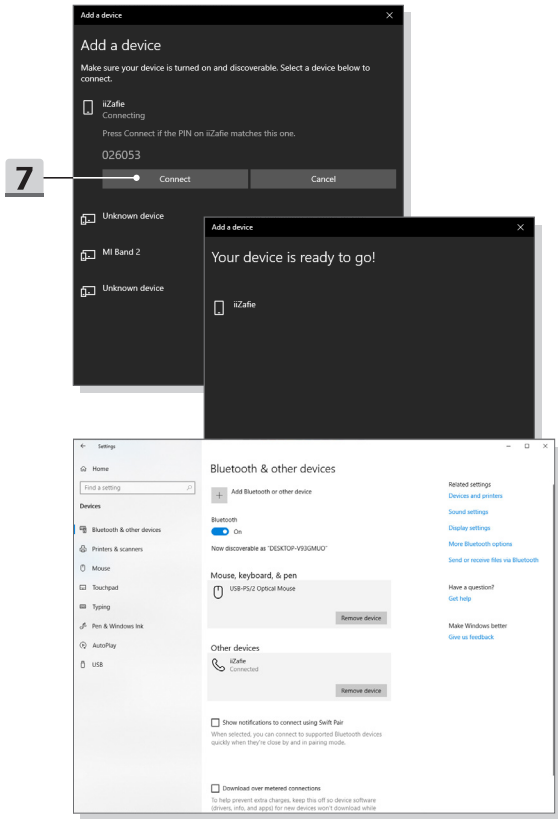 Add a device
Add a device
Make sure your device is turned on and discoverable. Select a device below to
connect.
iiZafie
Connecting
Press Connect if the PIN on iiZafie matches this one.
026053
7
Connect
Cancel
Unknown device
MI Band 2
Unknown device
Add a device
Your device is ready to go!
iiZafie
Settings
Home
Find a setting
Devices
Bluetooth & other devices
Printers & scanners
Mouse
Touchpad
Typing
Pen & Windows Ink
AutoPlay
USB
Bluetooth & other devices
Add Bluetooth or other device
Bluetooth
On
Now discoverable as "DESKTOP-V93GMUO"
Mouse, keyboard, & pen
USB-PS/2 Optical Mouse
Remove device
Other devices
iiZafie
Connected
Remove device
Show notifications to connect using Swift Pair
When selected, you can connect to supported Bluetooth devices
quickly when they're close by and in pairing mode.
Download over metered connections
To help prevent extra charges, keep this off so device software
(drivers, info, and apps) for new devices won't download while
Related settings
Devices and printers
Sound settings
Display settings
More Bluetooth options
Send or receive files via Bluetooth
Have a question?
Get help
Make Windows better
Give us feedback